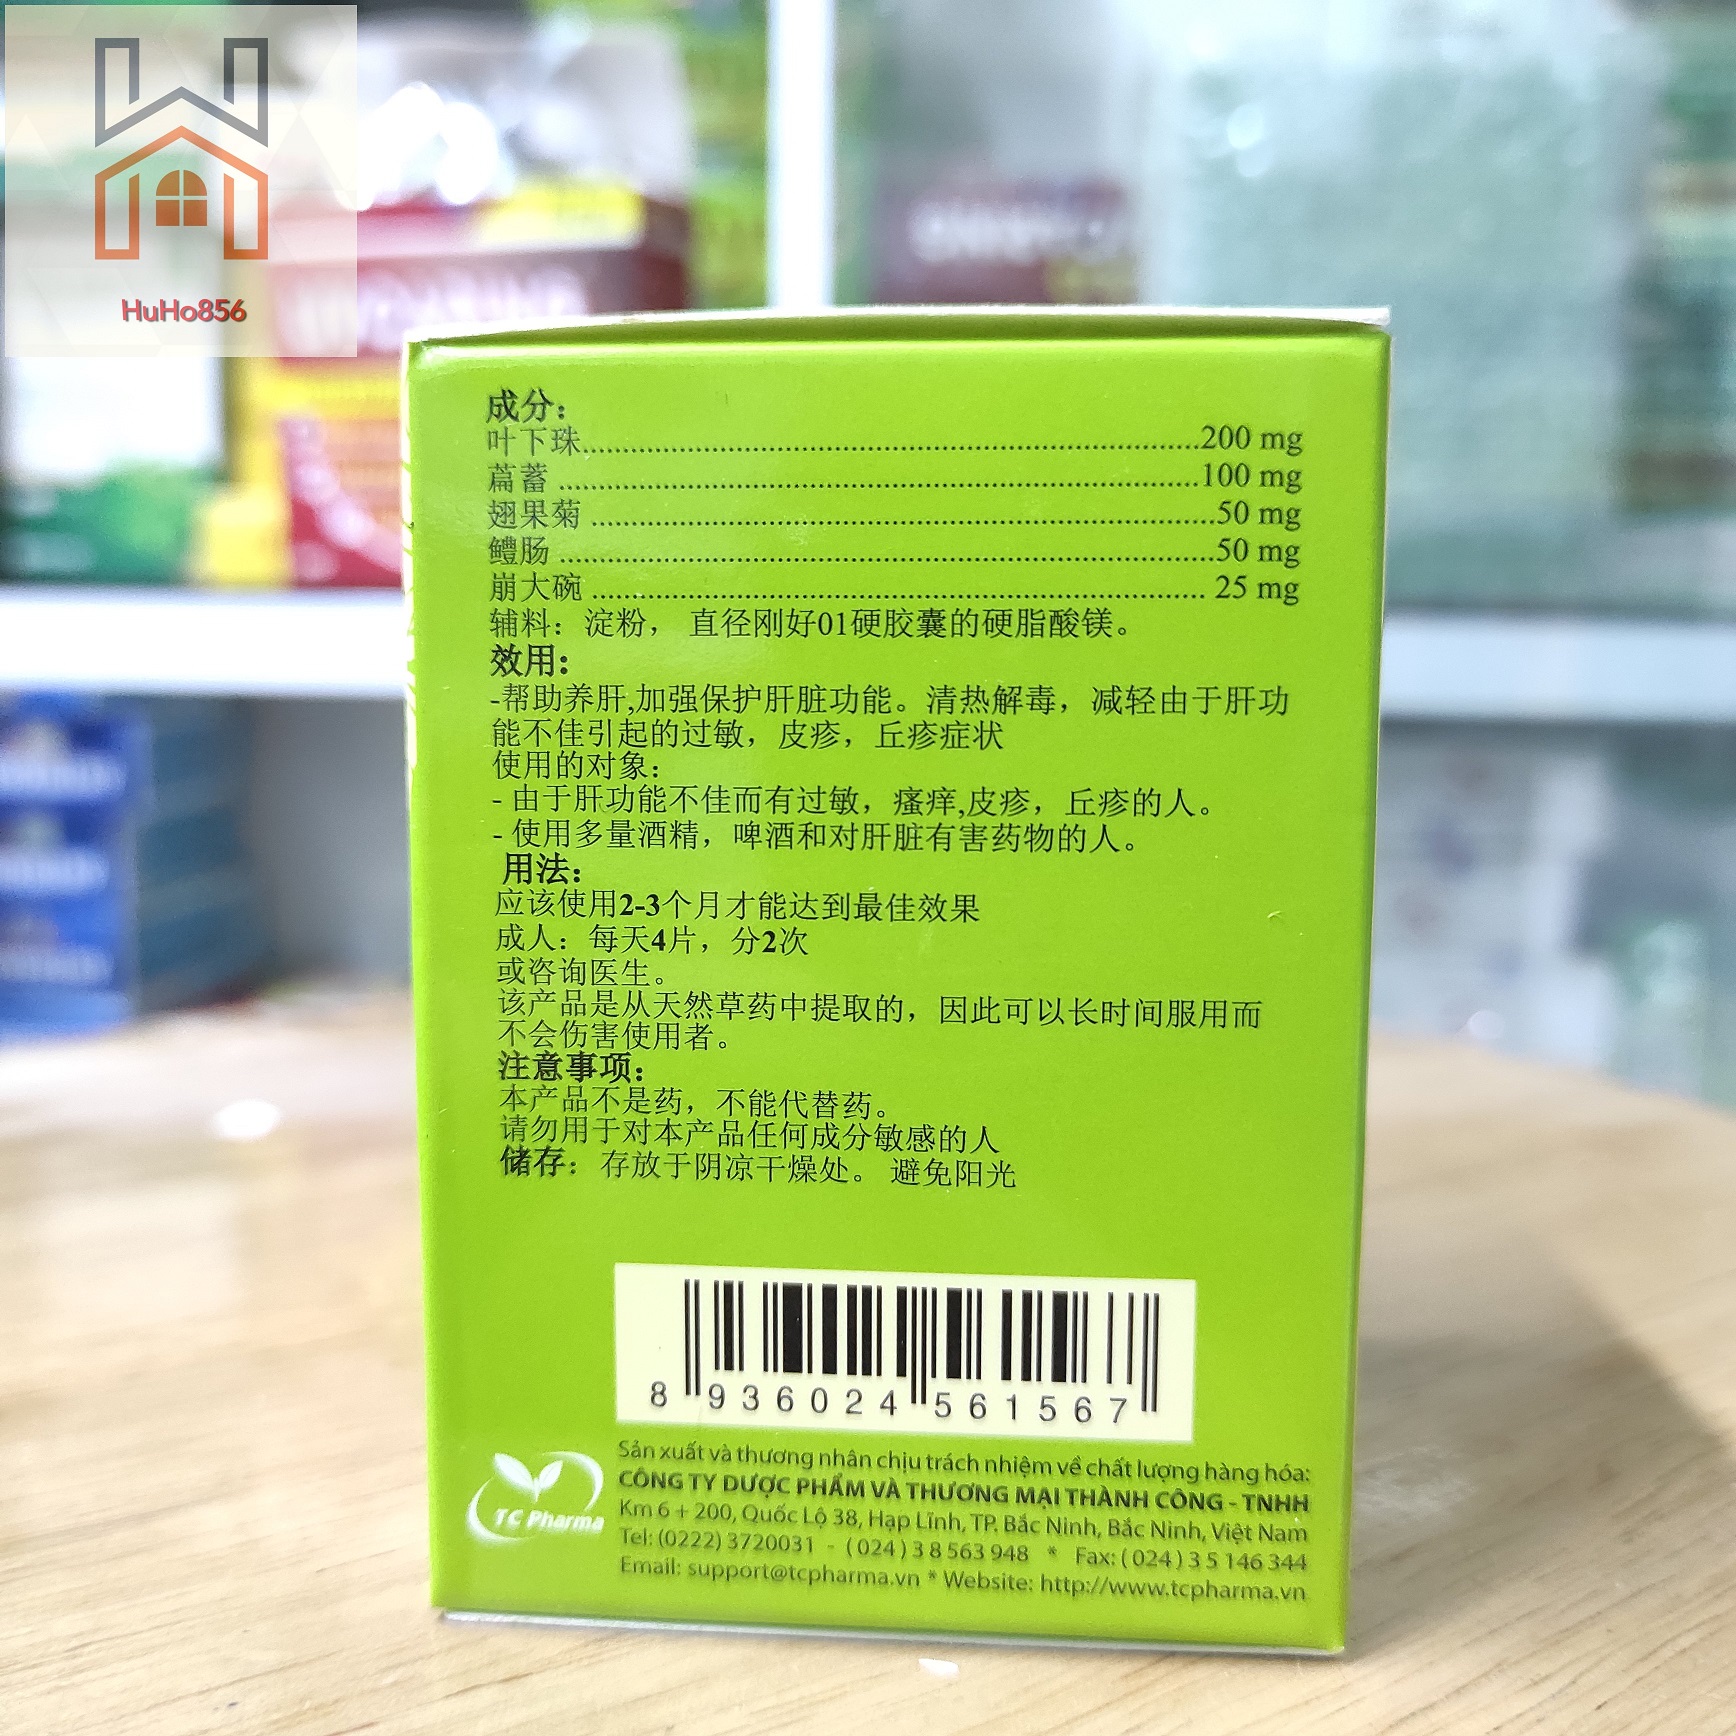 HuHo856
成分：
叶下珠....................200 mg
萹蓄 ....................100 mg
翅果菊 ....................50 mg
鳢肠 ....................50 mg
崩大碗 .................... 25 mg
辅料：淀粉， 直径刚好01硬胶囊的硬脂酸镁。
效用：
-帮助养肝,加强保护肝脏功能。清热解毒，减轻由于肝功
能不佳引起的过敏，皮疹，丘疹症状
使用的对象：
- 由于肝功能不佳而有过敏，瘙痒,皮疹，丘疹的人。
- 使用多量酒精，啤酒和对肝脏有害药物的人。
用法：
应该使用2-3个月才能达到最佳效果
成人：每天4片，分2次
或咨询医生。
该产品是从天然草药中提取的，因此可以长时间服用而
不会伤害使用者。
注意事项：
本产品不是药，不能代替药。
请勿用于对本产品任何成分敏感的人
储存：存放于阴凉干燥处。 避免阳光
8 936024 561567
TC Pharma
Sản xuất và thương nhân chịu trách nhiệm về chất lượng hàng hóa:
CÔNG TY DƯỢC PHẨM VÀ THƯƠNG MẠI THÀNH CÔNG - TNHH
Km 6 + 200, Quốc Lộ 38, Hạp Lĩnh, TP. Bắc Ninh, Bắc Ninh, Việt Nam
Tel: (0222) 3720031 - (024) 38 563 948 * Fax: (024) 35 146 344
Email: support@tcpharma.vn * Website: http://www.tcpharma.vn